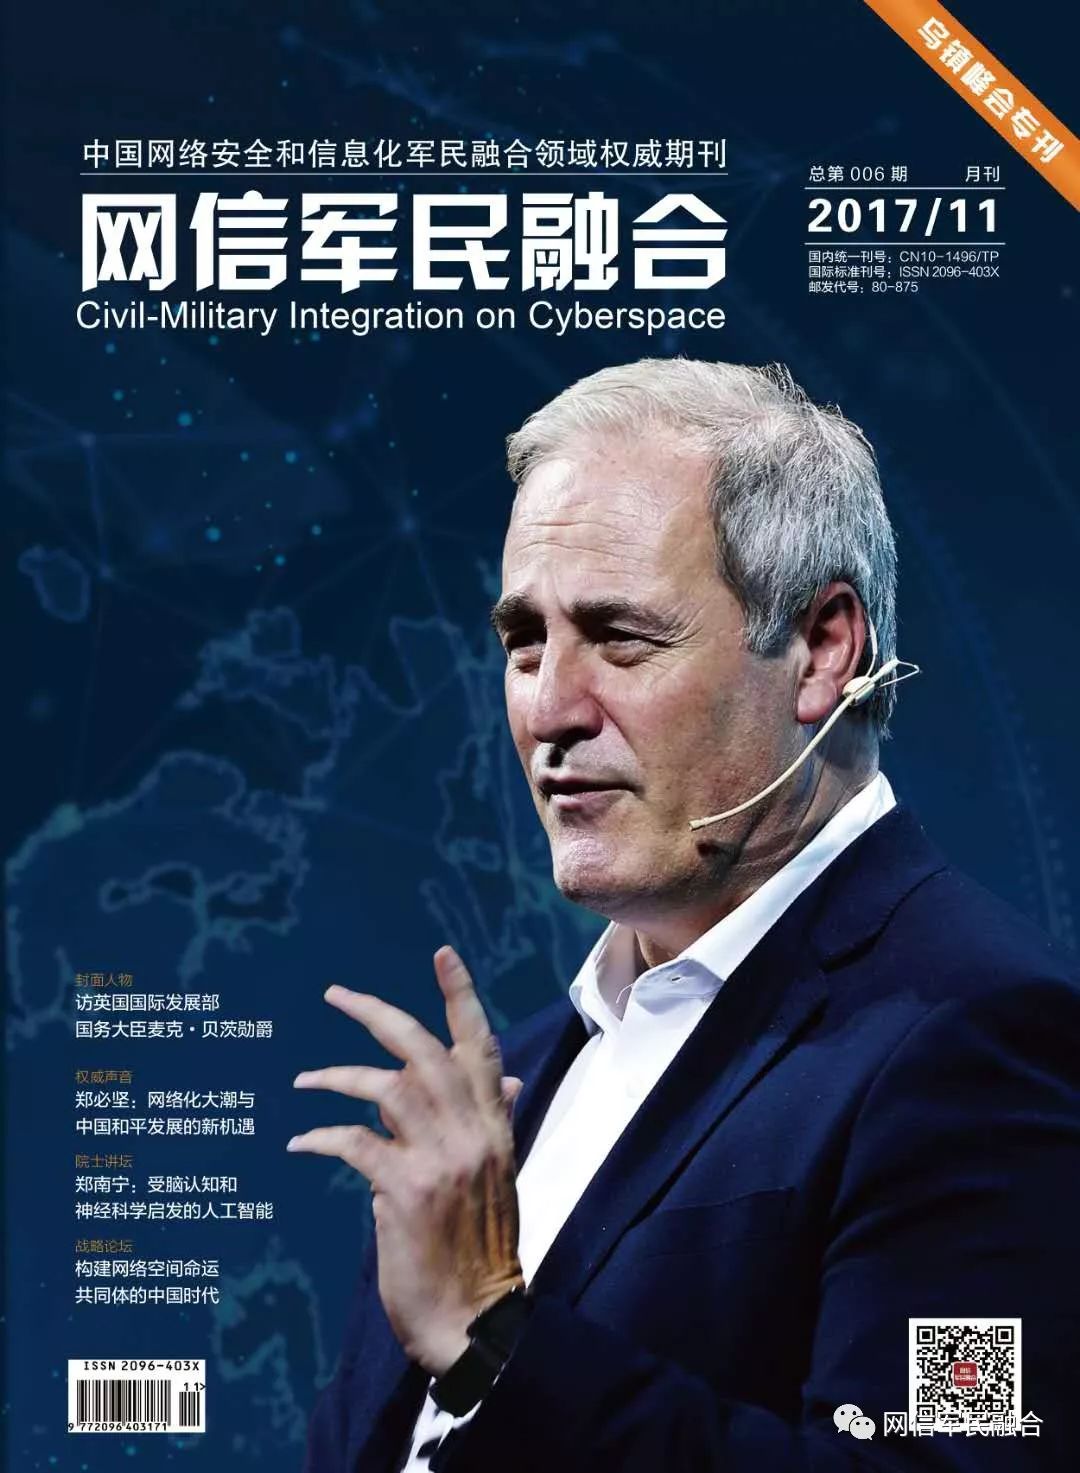 乌镇峰会专刊
中国网络安全和信息化军民融合领域权威期刊
网信军民融合
Civil-Military Integration on Cyberspace
总第 006 期 月刊
2017/11
国内统一刊号：CN10-1496/TP
国际标准刊号：ISSN 2096-403X
邮发代号：80-875
封面人物
访英国国际发展部
国务大臣麦克·贝茨勋爵
权威声音
郑必坚：网络化大潮与
中国和平发展的新机遇
院士讲坛
郑南宁：受脑认知和
神经科学启发的人工智能
战略论坛
构建网络空间命运
共同体的中国时代
ISSN 2096-403X
11>
9 772096 403171
网信
军民融合
网信军民融合